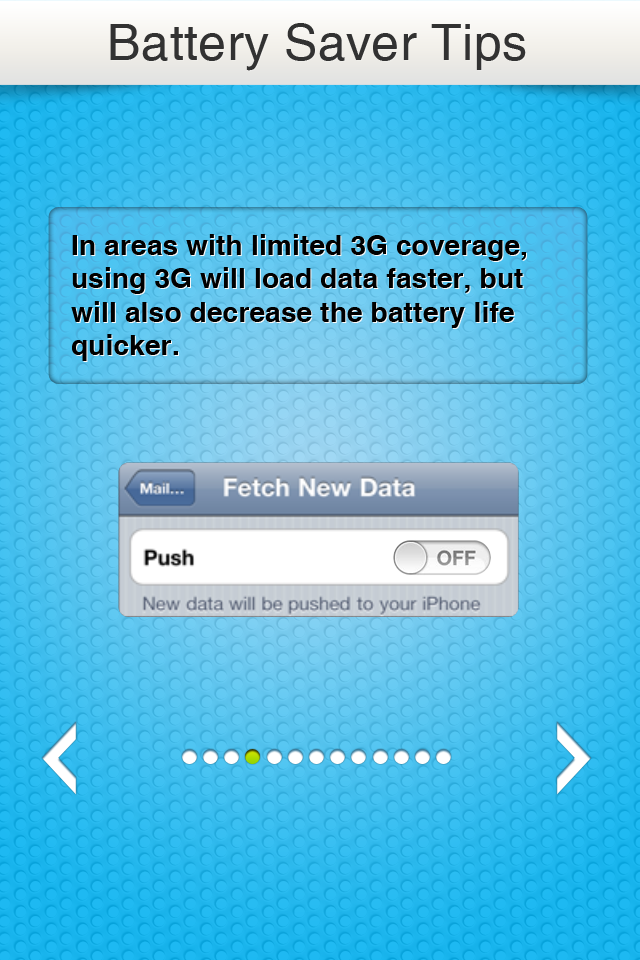 Battery Saver Tips
In areas with limited 3G coverage,
using 3G will load data faster, but
will also decrease the battery life
quicker.
Mail...
Fetch New Data
Push
OFF
New data will be pushed to your iPhone